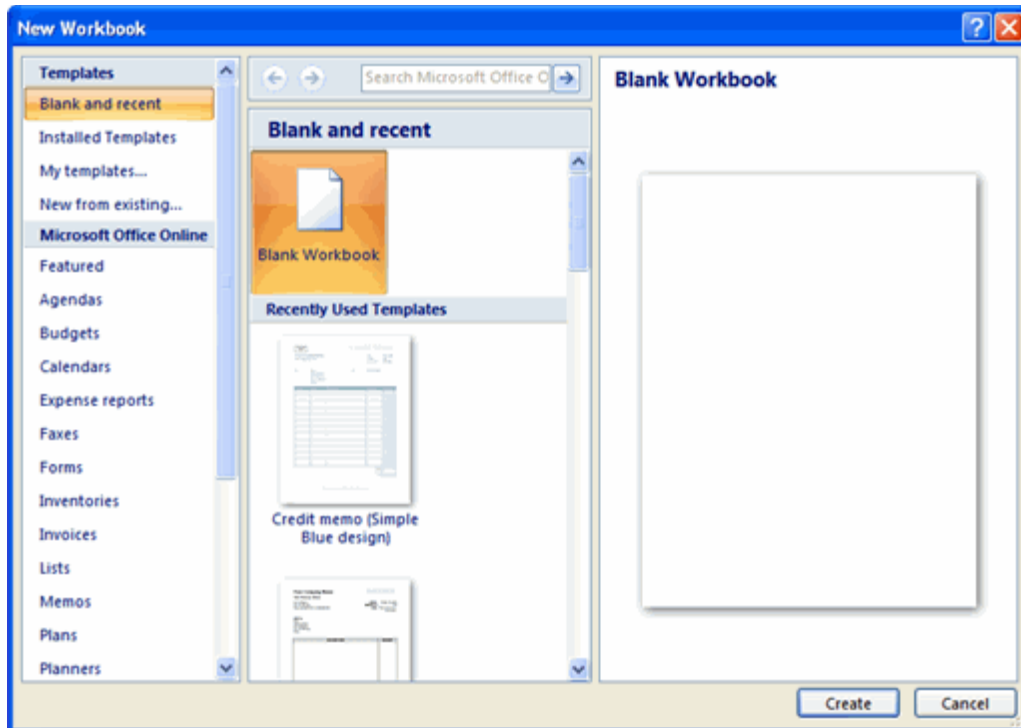 New Workbook
Templates
Blank and recent
Installed Templates
My templates...
New from existing...
Microsoft Office Online
Featured
Agendas
Budgets
Calendars
Expense reports
Faxes
Forms
Inventories
Invoices
Lists
Memos
Plans
Planners
Search Microsoft Office O
Blank and recent
Blank Workbook
Recently Used Templates
Credit memo (Simple
Blue design)
Blank Workbook
Create
Cancel